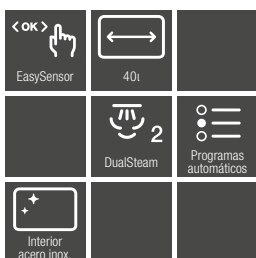 <OK>
EasySensor
40l
2
DualSteam
Programas
automáticos
Interior
acero inox.